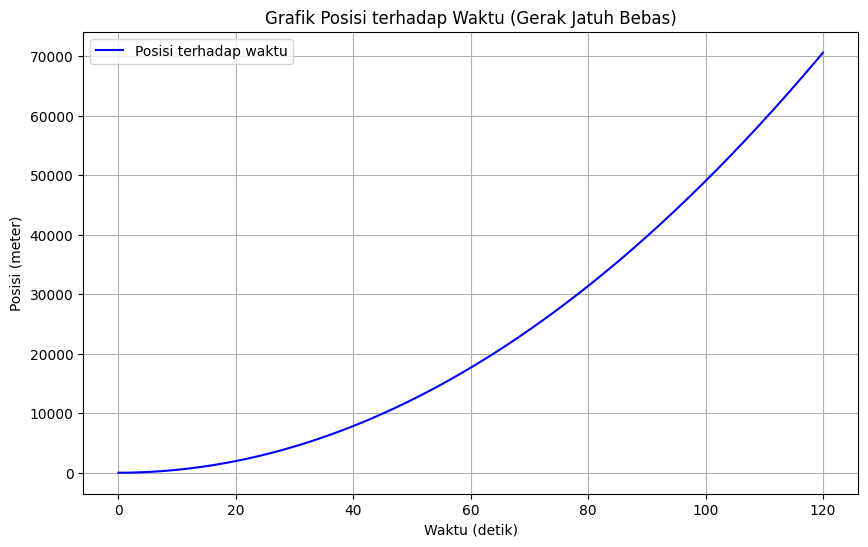 Grafik Posisi terhadap Waktu (Gerak Jatuh Bebas)
Posisi terhadap waktu
Posisi (meter)
70000
60000
50000
40000
30000
20000
10000
0
0 20 40 60 80 100 120
Waktu (detik)